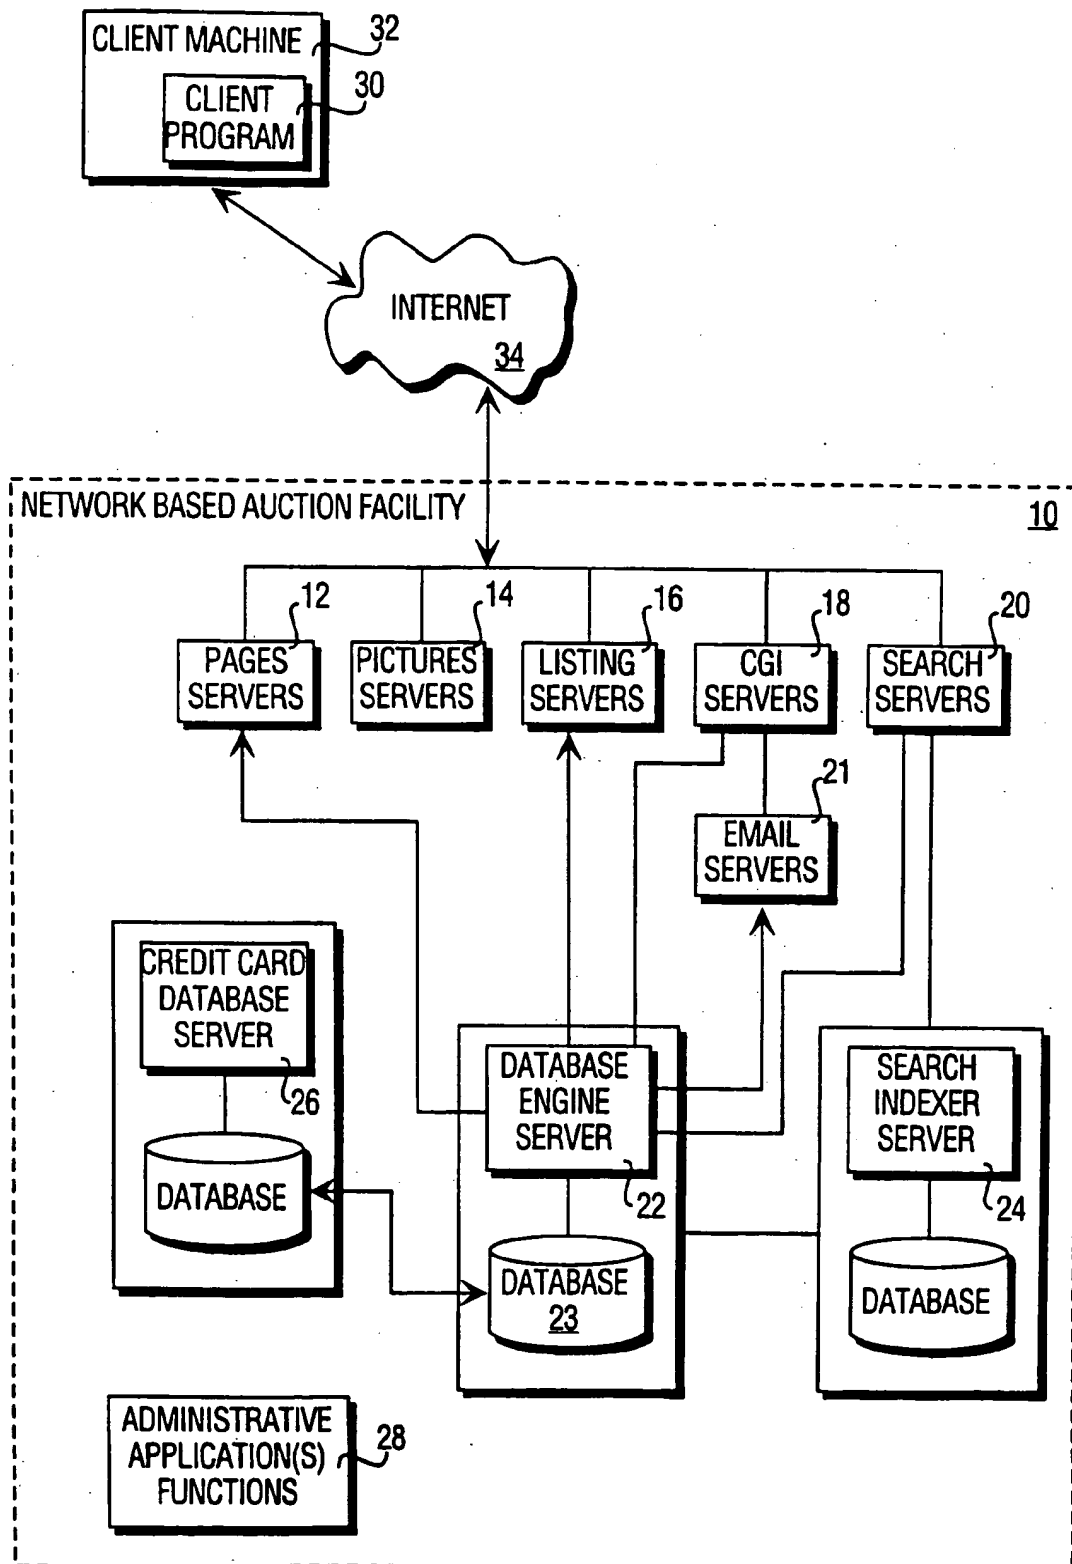 CLIENT MACHINE
32
CLIENT
PROGRAM
30
INTERNET
34
NETWORK BASED AUCTION FACILITY
10
12
14
16
18
20
PAGES
SERVERS
PICTURES
SERVERS
LISTING
SERVERS
CGI
SERVERS
SEARCH
SERVERS
21
EMAIL
SERVERS
CREDIT CARD
DATABASE
SERVER
26
DATABASE
DATABASE
ENGINE
SERVER
22
DATABASE
23
SEARCH
INDEXER
SERVER
24
DATABASE
ADMINISTRATIVE
APPLICATION(S)
FUNCTIONS
28